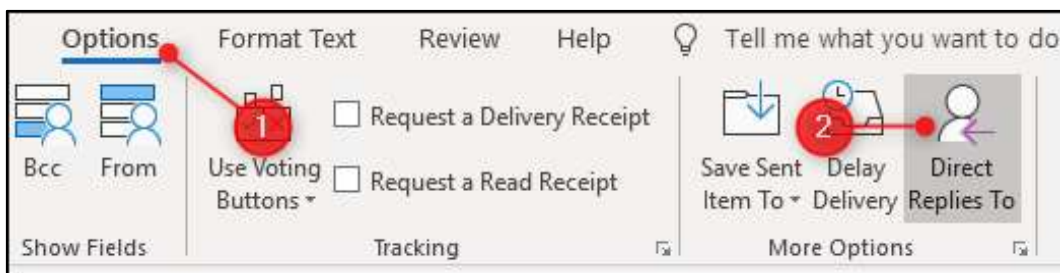 Options Format Text Review Help Tell me what you want to do
1 Request a Delivery Receipt 2
Bcc From Use Voting Buttons Request a Read Receipt Save Sent Item To Delay Delivery Direct Replies To
Show Fields Tracking More Options